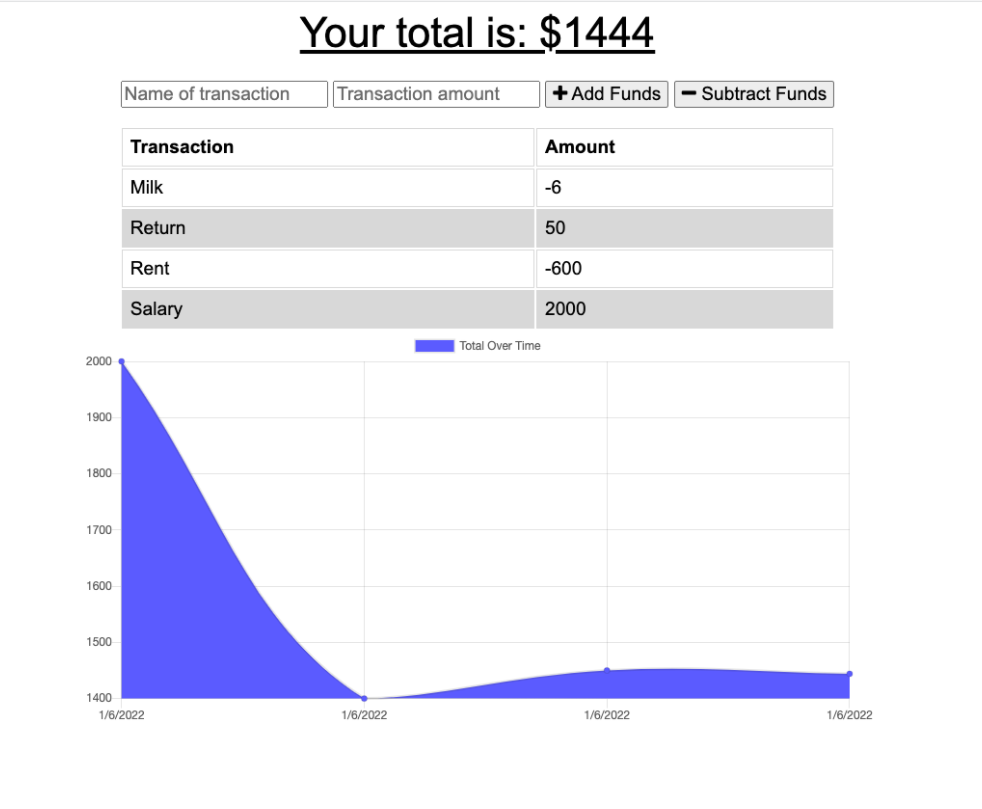 Your total is: $1444
Name of transaction Transaction amount Add Funds Subtract Funds
Transaction Amount
Milk -6
Return 50
Rent -600
Salary 2000
Total Over Time
2000
1900
1800
1700
1600
1500
1400
1/6/2022 1/6/2022 1/6/2022 1/6/2022